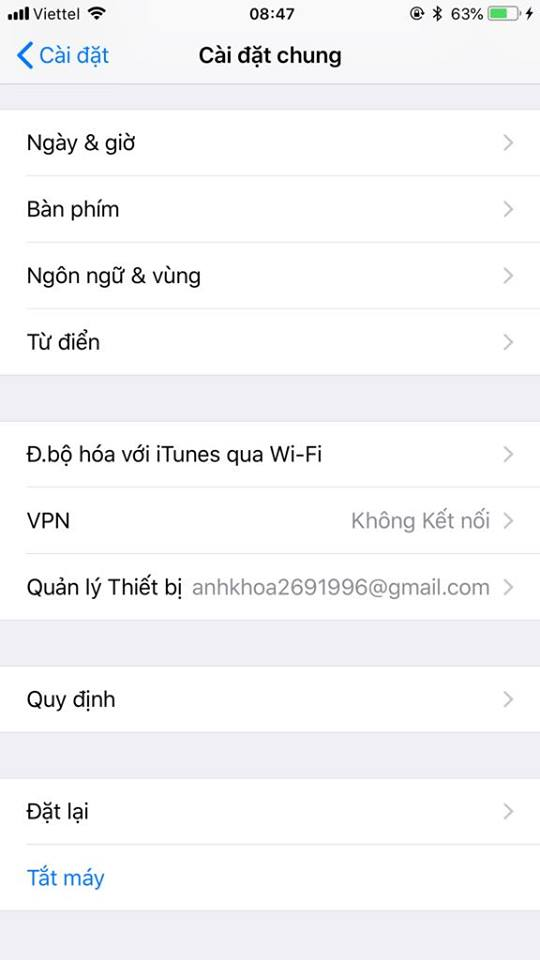 Viettel 08:47 63%
Cài đặt Cài đặt chung
Ngày & giờ
Bàn phím
Ngôn ngữ & vùng
Từ điển
Đ.bộ hóa với iTunes qua Wi-Fi
VPN Không Kết nối
Quản lý Thiết bị anhkhoa2691996@gmail.com
Quy định
Đặt lại
Tắt máy